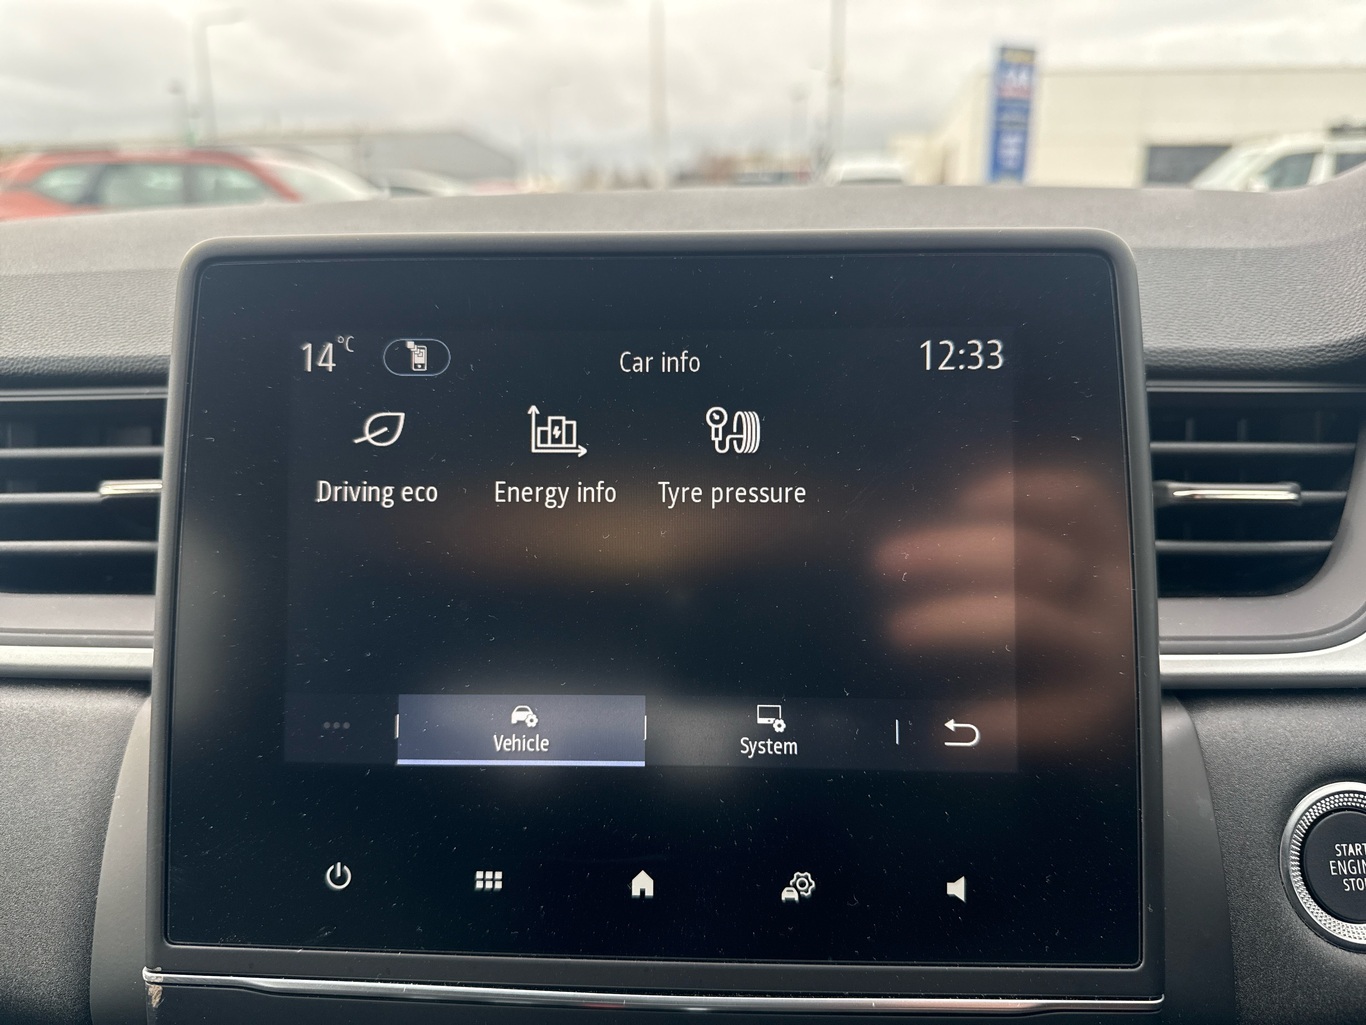 14°C
Car info
12:33
Driving eco
Energy info
Tyre pressure
Vehicle
System
START
ENGIN
STO